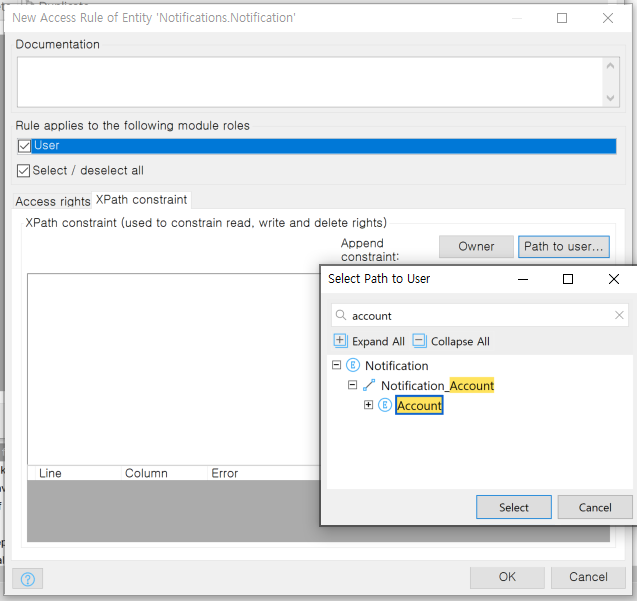 New Access Rule of Entity 'Notifications.Notification'
Documentation
Rule applies to the following module roles
User
Select / deselect all
Access rights XPath constraint
XPath constraint (used to constrain read, write and delete rights)
Append constraint: Owner Path to user...
Select Path to User
account
Expand All Collapse All
Notification
Notification_Account
Account
Line Column Error
Select Cancel
OK Cancel